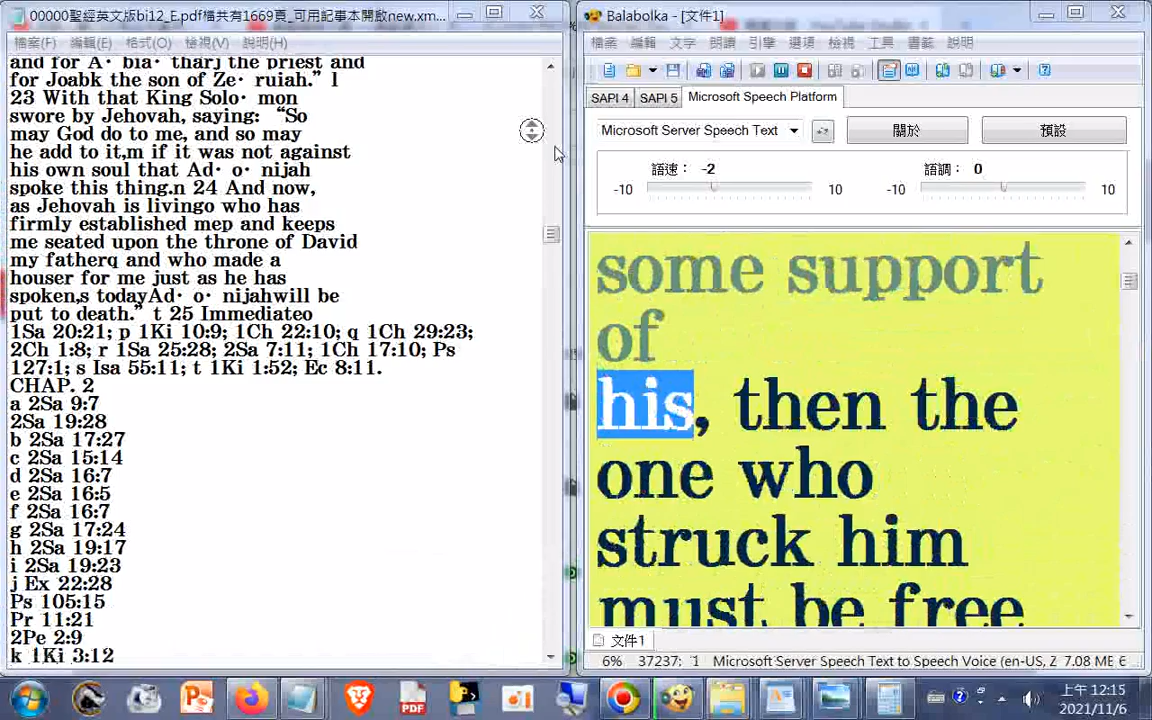 00000聖經英文版bi12_E.pdf檔共有1669頁_可用記事本開啟new.xm...
檔案(F) 編輯(E) 格式(O) 檢視(V) 說明(H)
and for A· bia· tharj the priest and
for Joabk the son of Ze· ruiah.” l
23 With that King Solo· mon
swore by Jehovah, saying: “So
may God do to me, and so may
he add to it,m if it was not against
his own soul that Ad· o· nijah
spoke this thing.n 24 And now,
as Jehovah is livingo who has
firmly established mep and keeps
me seated upon the throne of David
my fatherq and who made a
houser for me just as he has
spoken,s todayAd· o· nijahwill be
put to death.” t 25 Immediateo
1Sa 20:21; p 1Ki 10:9; 1Ch 22:10; q 1Ch 29:23;
2Ch 1:8; r 1Sa 25:28; 2Sa 7:11; 1Ch 17:10; Ps
127:1; s Isa 55:11; t 1Ki 1:52; Ec 8:11.
CHAP. 2
a 2Sa 9:7
2Sa 19:28
b 2Sa 17:27
c 2Sa 15:14
d 2Sa 16:7
e 2Sa 16:5
f 2Sa 16:7
g 2Sa 17:24
h 2Sa 19:17
i 2Sa 19:23
j Ex 22:28
Ps 105:15
Pr 11:21
2Pe 2:9
k 1Ki 3:12
Balabolka - [文件1]
檔案 編輯 文字 朗讀 引擎 選項 檢視 工具 書籤 說明
SAPI 4 SAPI 5 Microsoft Speech Platform
Microsoft Server Speech Text 關於 預設
語速: -2 語調: 0
-10 10 -10 10
some support
of
his, then the
one who
struck him
must be free
文件1
6% 37237: 1 Microsoft Server Speech Text to Speech Voice (en-US, Z 7.08 MB 6
上午 12:15
2021/11/6